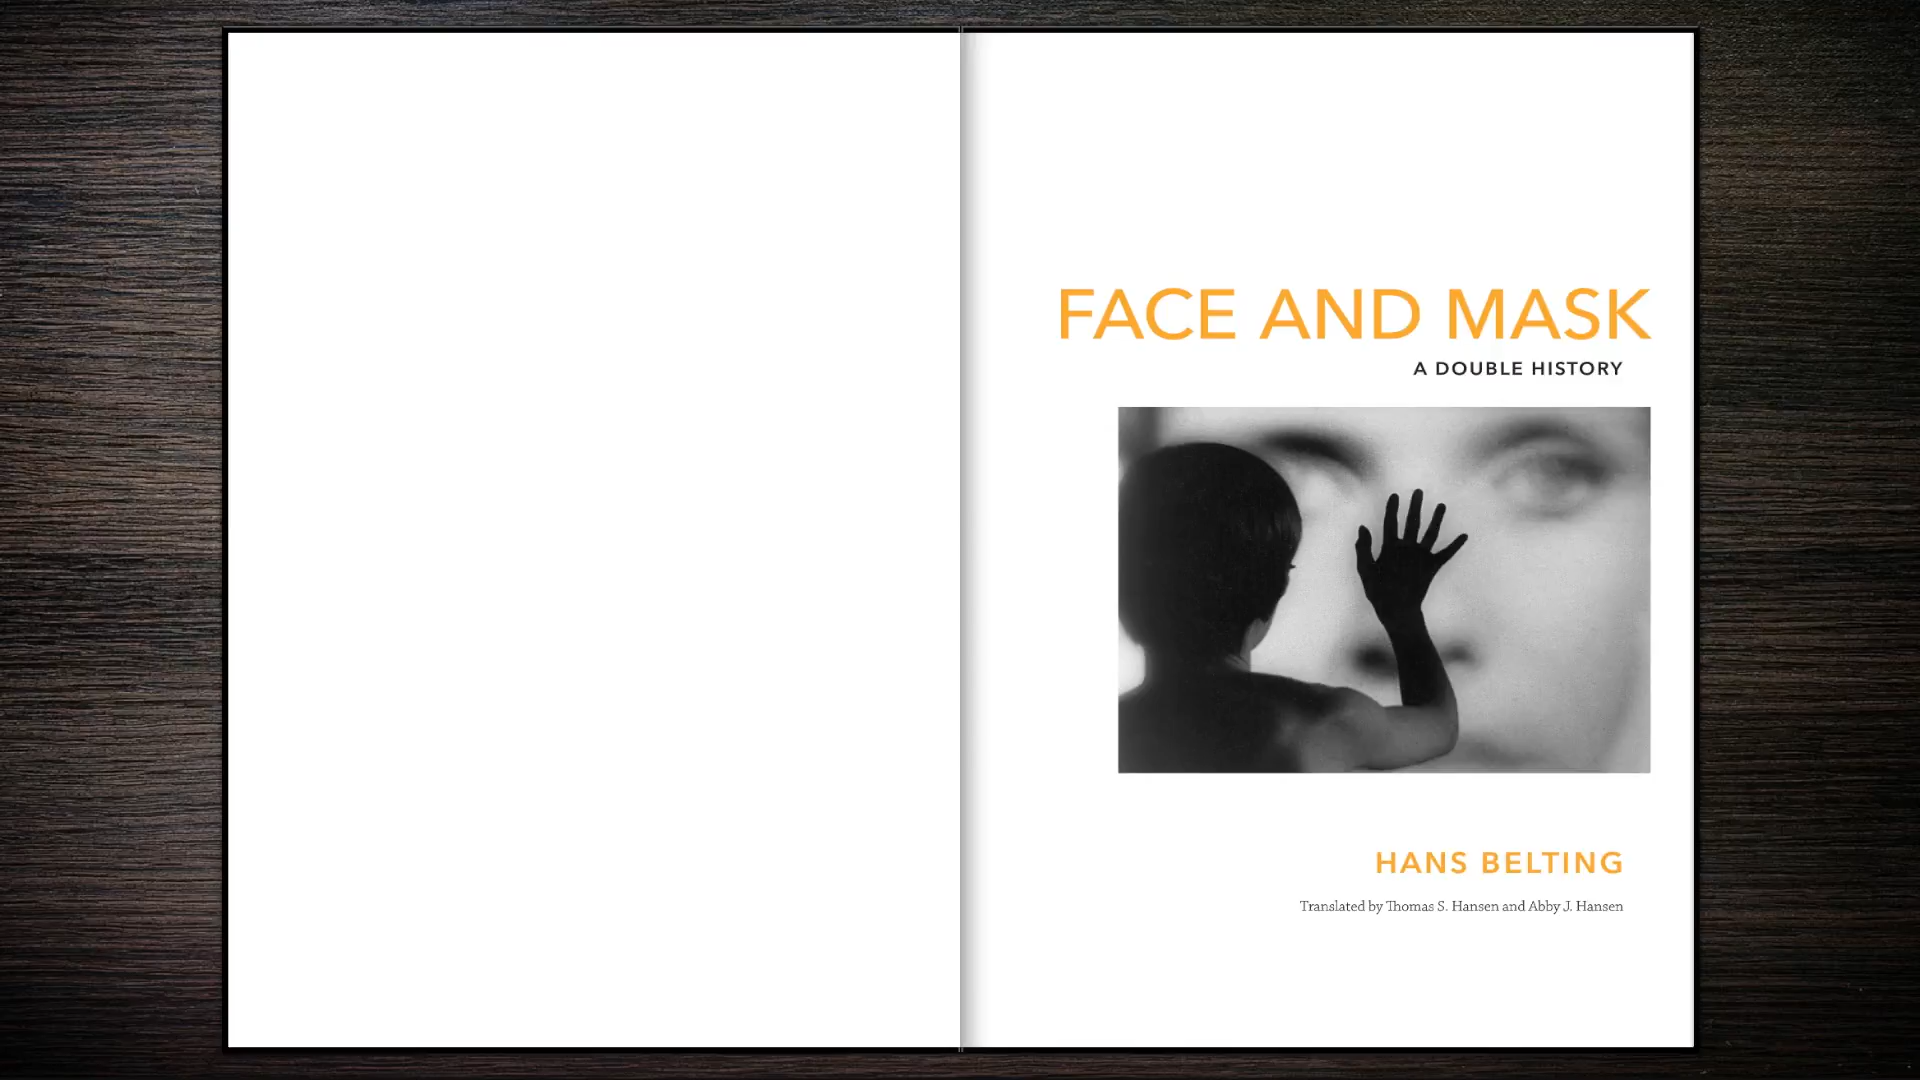 FACE AND MASK
A DOUBLE HISTORY
HANS BELTING
Translated by Thomas S. Hansen and Abby J. Hansen